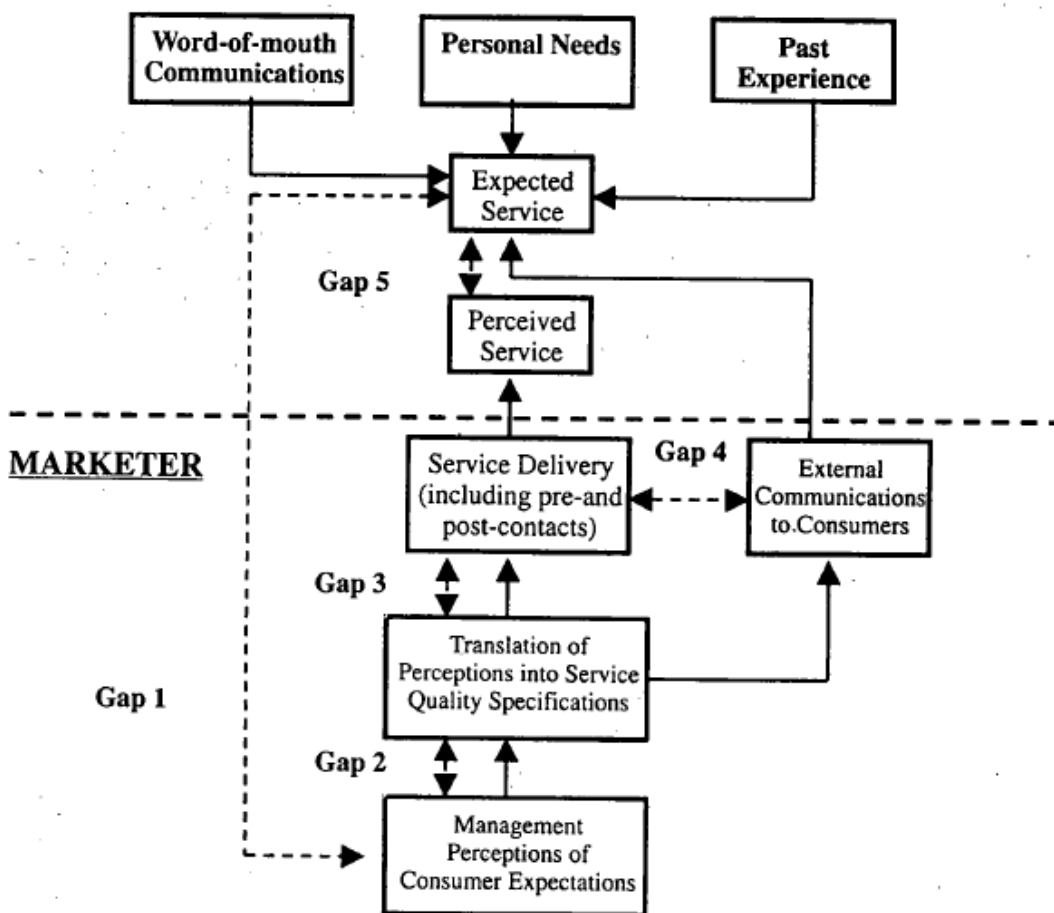 Word-of-mouth
Communications
Personal Needs
Past
Experience
Expected
Service
Gap 5
Perceived
Service
MARKETER
Service Delivery
(including pre-and
post-contacts)
Gap 4
External
Communications
to Consumers
Gap 3
Translation of
Perceptions into Service
Quality Specifications
Gap 1
Gap 2
Management
Perceptions of
Consumer Expectations